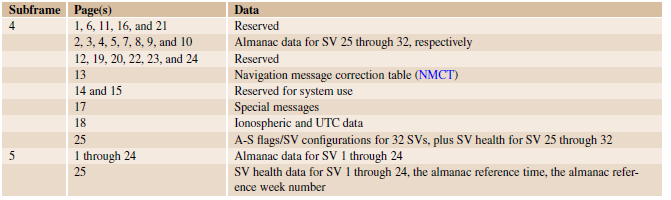 Subframe Page(s) Data
4 1, 6, 11, 16, and 21 Reserved
2, 3, 4, 5, 7, 8, 9, and 10 Almanac data for SV 25 through 32, respectively
12, 19, 20, 22, 23, and 24 Reserved
13 Navigation message correction table (NMCT)
14 and 15 Reserved for system use
17 Special messages
18 Ionospheric and UTC data
25 A-S flags/SV configurations for 32 SVs, plus SV health for SV 25 through 32
5 1 through 24 Almanac data for SV 1 through 24
25 SV health data for SV 1 through 24, the almanac reference time, the almanac refer-
ence week number